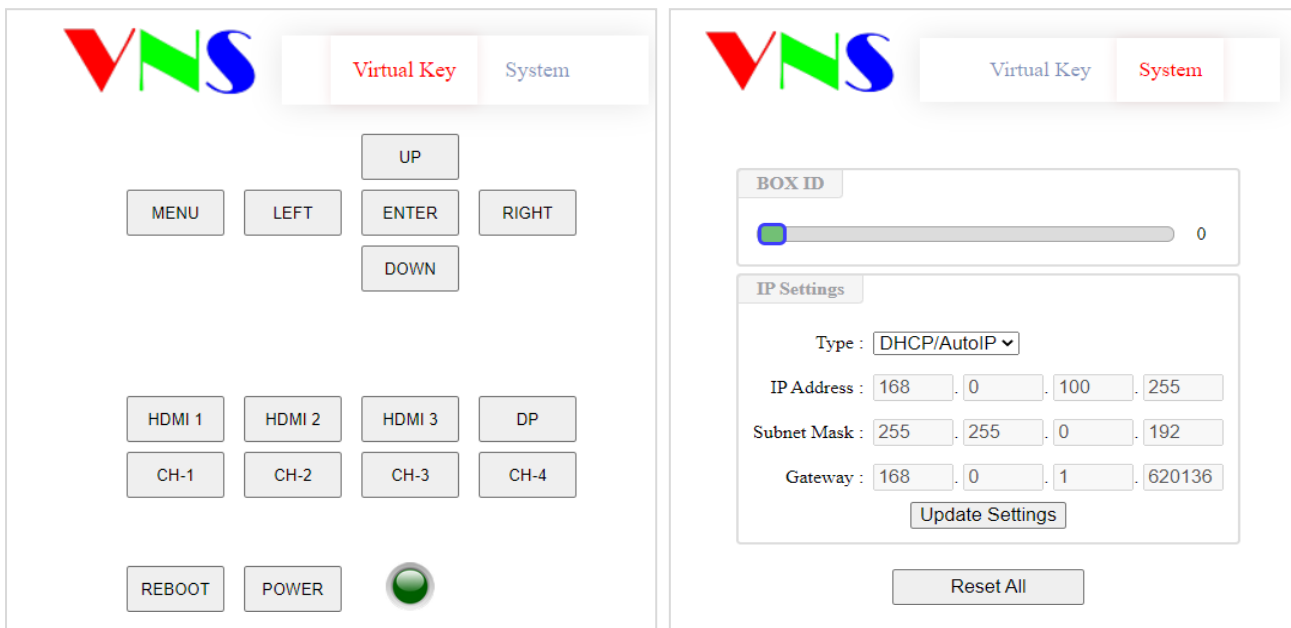 VNS
Virtual Key System
UP
MENU LEFT ENTER RIGHT
DOWN
HDMI 1 HDMI 2 HDMI 3 DP
CH-1 CH-2 CH-3 CH-4
REBOOT POWER
VNS
Virtual Key System
BOX ID
0
IP Settings
Type : DHCP/AutoIP
IP Address : 168 . 0 . 100 . 255
Subnet Mask : 255 . 255 . 0 . 192
Gateway : 168 . 0 . 1 . 620136
Update Settings
Reset All